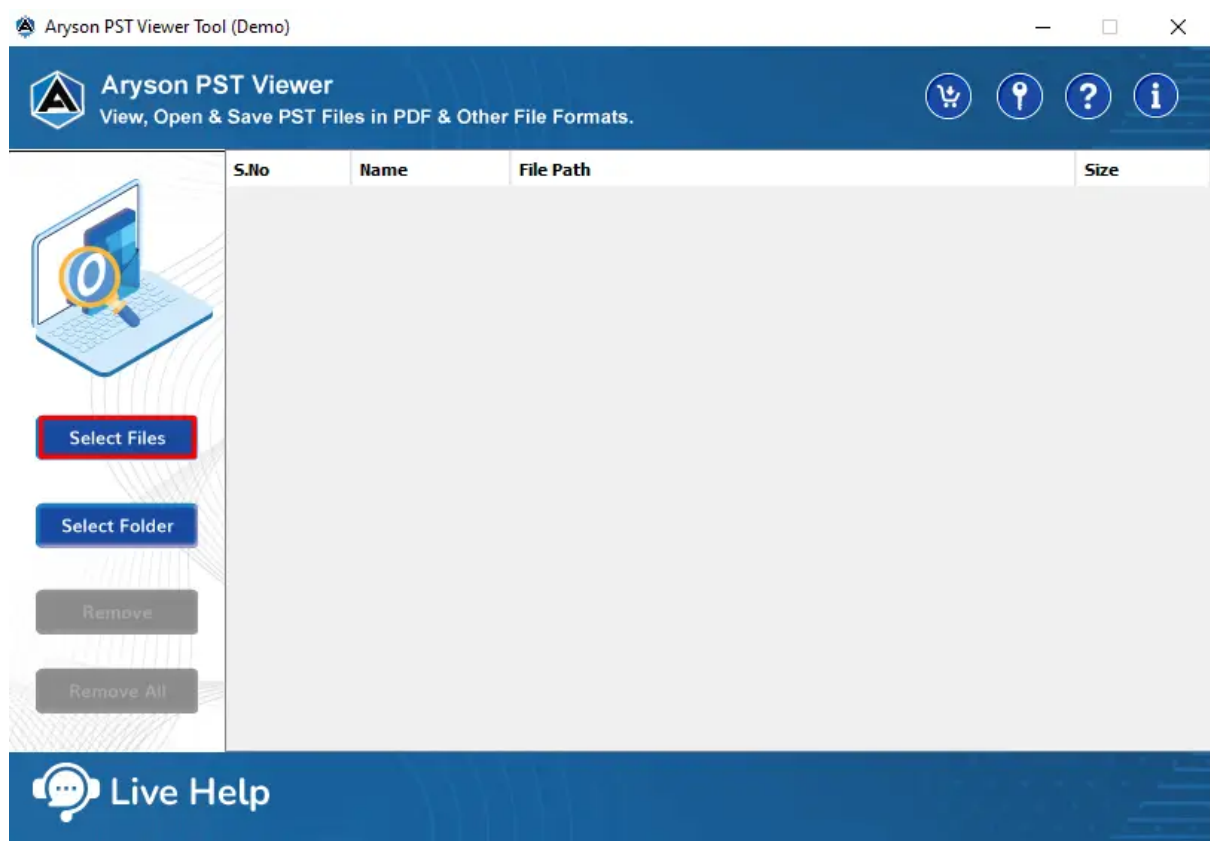 Aryson PST Viewer Tool (Demo)
Aryson PST Viewer
View, Open & Save PST Files in PDF & Other File Formats.
S.No Name File Path Size
Select Files
Select Folder
Remove
Remove All
Live Help